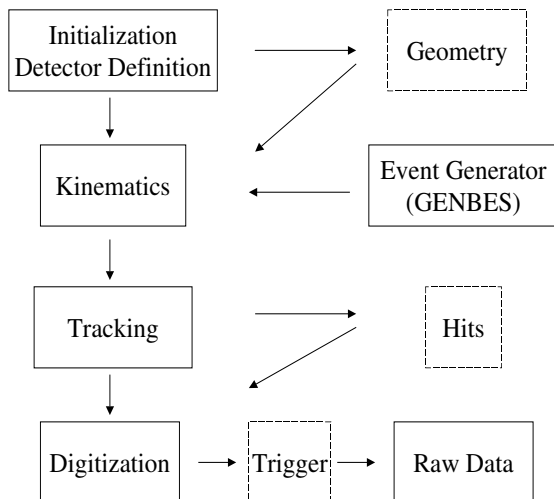 Initialization
Detector Definition
Geometry
Kinematics
Event Generator
(GENBES)
Tracking
Hits
Digitization
Trigger
Raw Data